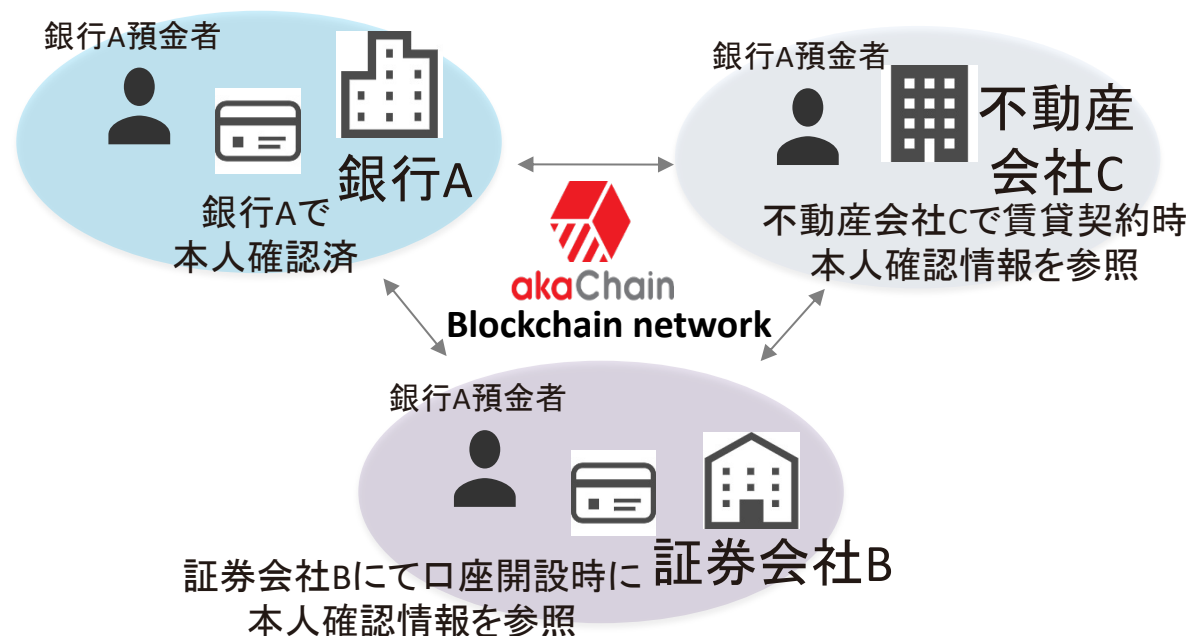 銀行A預金者
銀行A
銀行Aで
本人確認済
銀行A預金者
不動産
会社C
不動産会社Cで賃貸契約時
本人確認情報を参照
akaChain
Blockchain network
銀行A預金者
証券会社B
証券会社Bにて口座開設時に
本人確認情報を参照